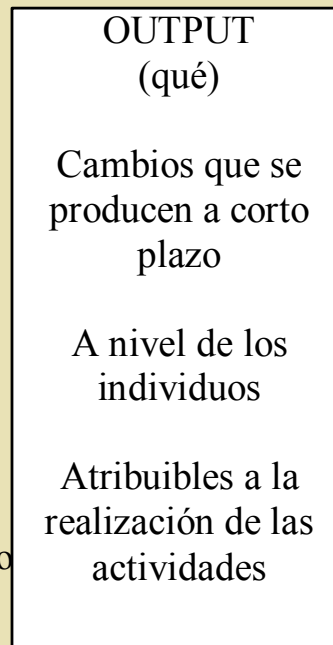 OUTPUT
(qué)
Cambios que se
producen a corto
plazo
A nivel de los
individuos
Atribuibles a la
realización de las
actividades